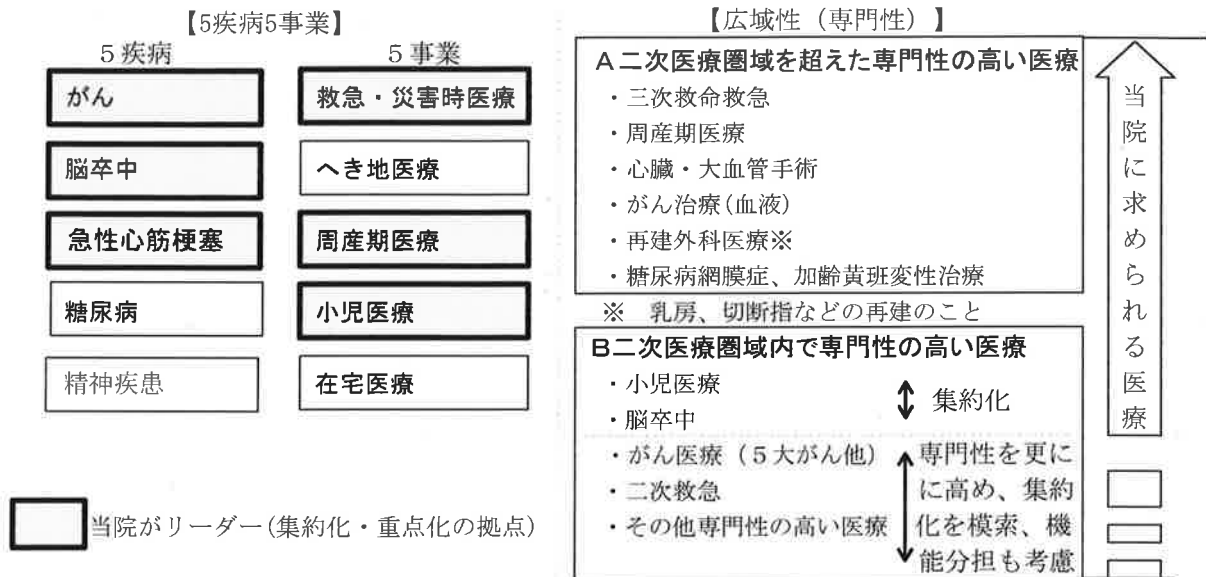 【5疾病5事業】
5疾病
5事業
がん
救急・災害時医療
脳卒中
へき地医療
急性心筋梗塞
周産期医療
糖尿病
小児医療
精神疾患
在宅医療
当院がリーダー(集約化・重点化の拠点)
【広域性（専門性）】
A二次医療圏域を超えた専門性の高い医療
・三次救命救急
・周産期医療
・心臓・大血管手術
・がん治療(血液)
・再建外科医療※
・糖尿病網膜症、加齢黄班変性治療
※　乳房、切断指などの再建のこと
B二次医療圏域内で専門性の高い医療
・小児医療
・脳卒中
集約化
・がん医療（5大がん他）
・二次救急
・その他専門性の高い医療
専門性を更に
に高め、集約
化を模索、機
能分担も考慮
当院に求められる医療